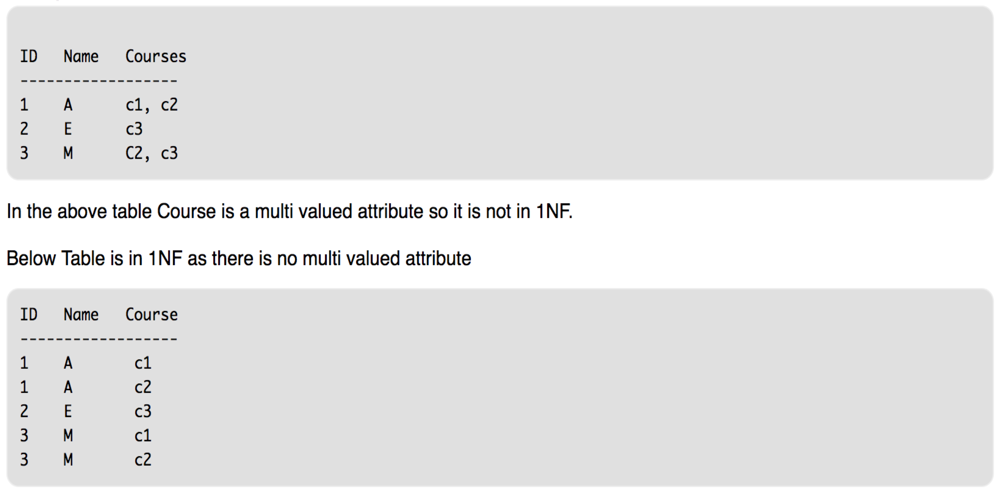 ID   Name   Courses
------------------
1    A      c1, c2
2    E      c3
3    M      C2, c3
In the above table Course is a multi valued attribute so it is not in 1NF.
Below Table is in 1NF as there is no multi valued attribute
ID   Name   Course
------------------
1    A       c1
1    A       c2
2    E       c3
3    M       c1
3    M       c2